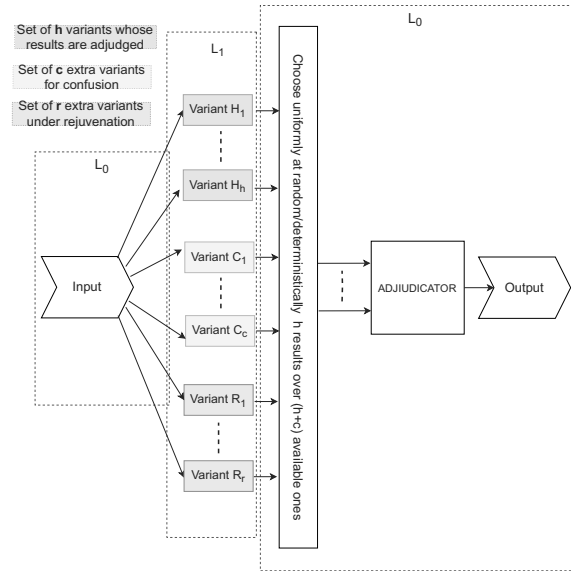 Set of h variants whose
results are adjudged
Set of c extra variants
for confusion
Set of r extra variants
under rejuvenation
L0
L1
L0
Input
Variant H1
Variant Hh
Variant C1
Variant Cc
Variant R1
Variant Rr
Choose uniformly at random/deterministically h results over (h+c) available ones
ADJIUDICATOR
Output